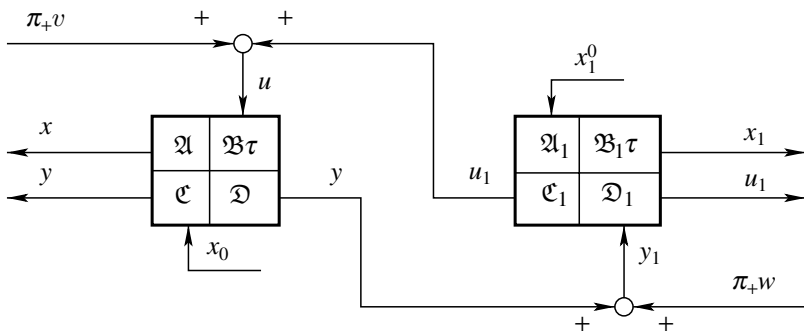 π₊v + +
x₁⁰
u
x 𝔄 𝔅τ 𝔄₁ 𝔅₁τ x₁
y ℭ 𝔇 y u₁ ℭ₁ 𝔇₁ u₁
x₀ y₁
π₊w
+ +